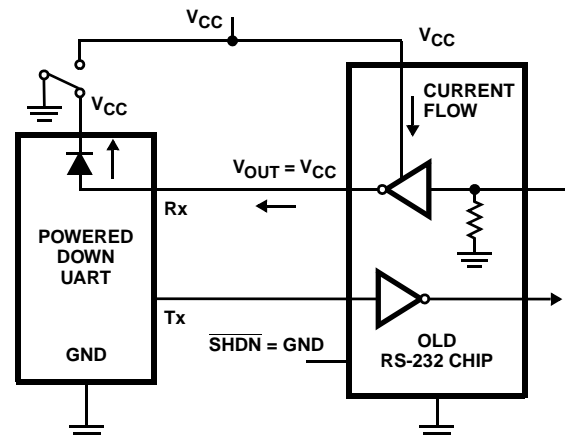 VCC
VCC
VCC
CURRENT
FLOW
VOUT = VCC
Rx
POWERED
DOWN
UART
Tx
GND
SHDN = GND
OLD
RS-232 CHIP